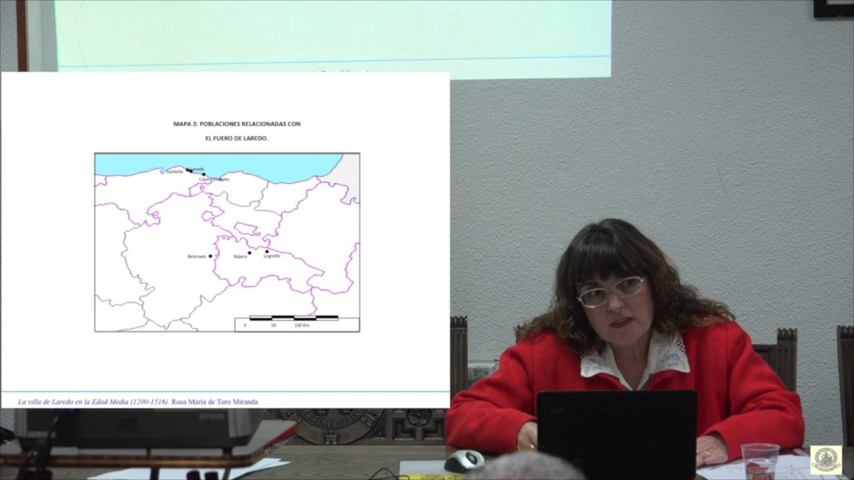 MAPA 2: POBLACIONES RELACIONADAS CON
EL FUERO DE LAREDO.
Santoña
Laredo
Belorado
Nájera
Logroño
0 50 100 Km
La villa de Laredo en la Edad Media (1200-1516). Rosa María de Toro Miranda
EPSON